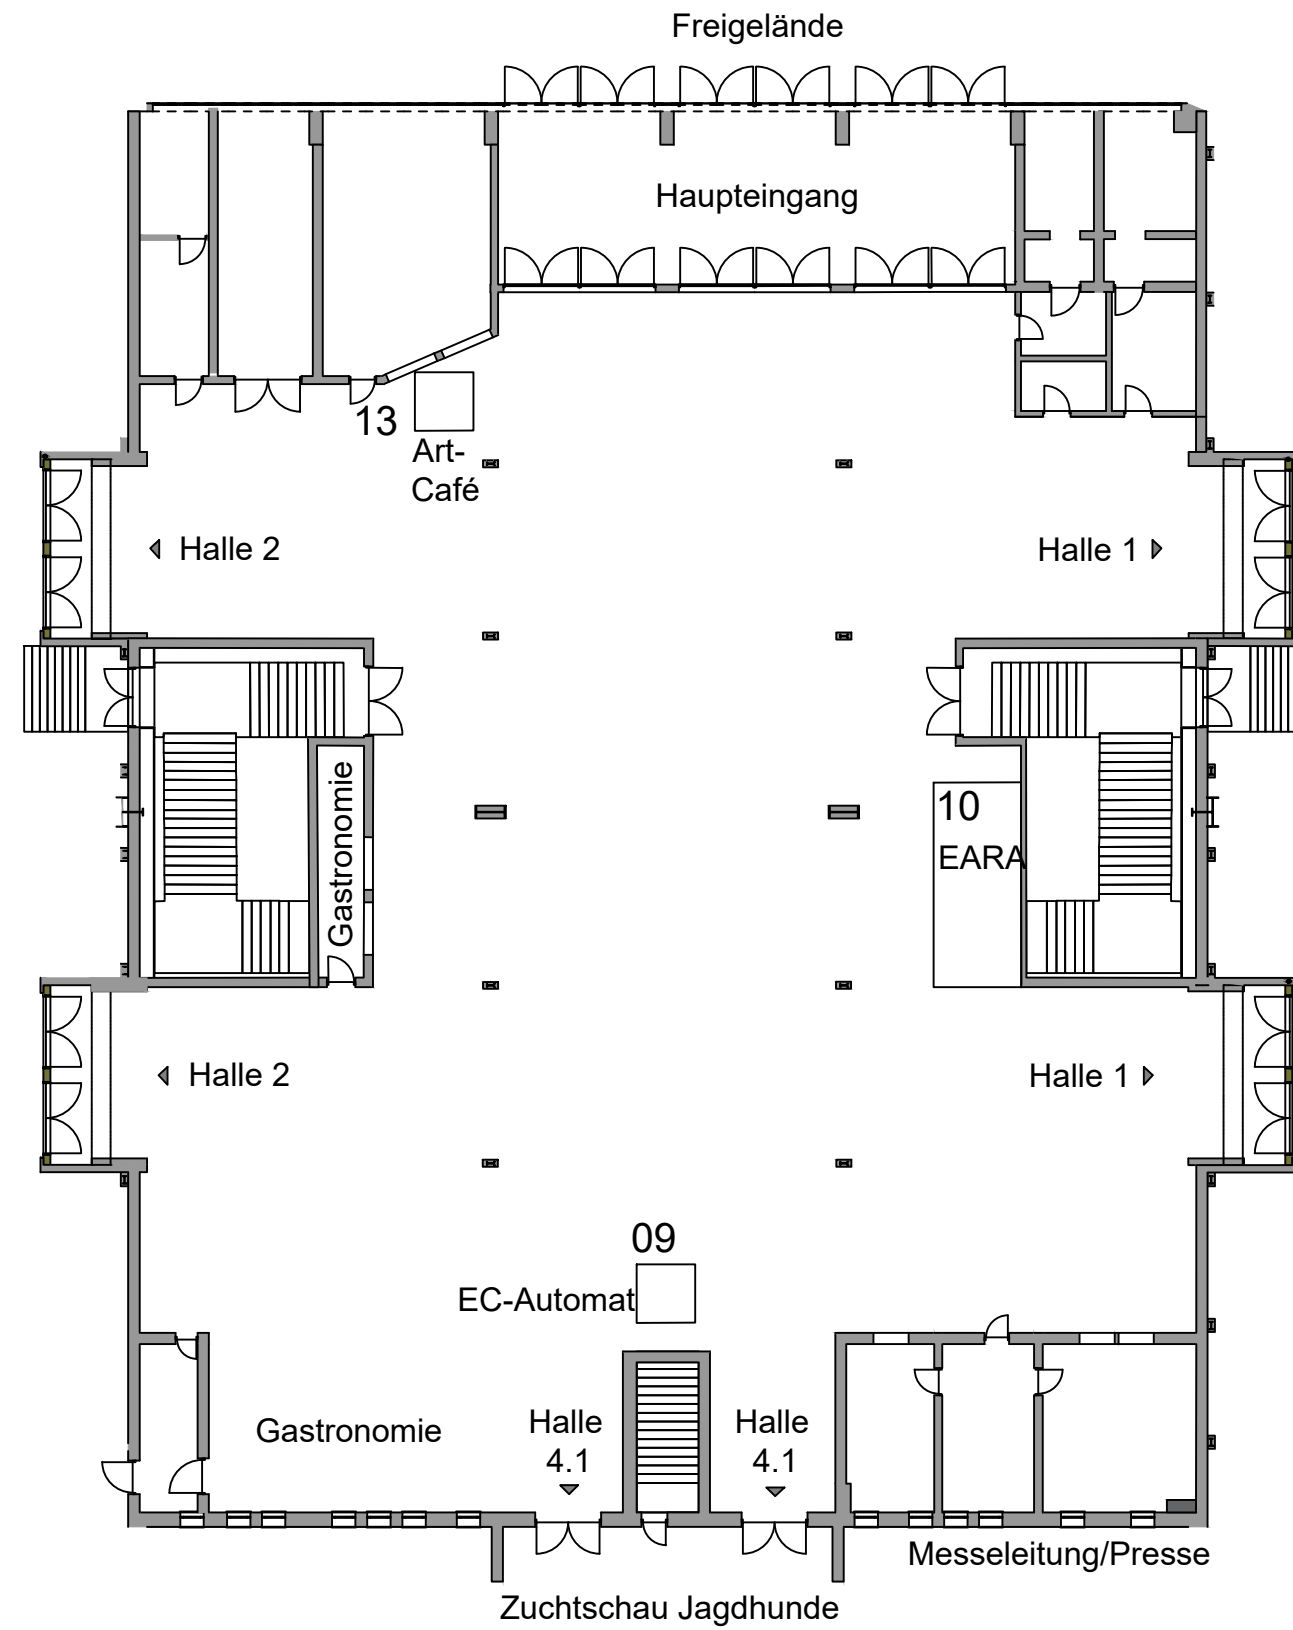 Freigelände
Haupteingang
13
Art-
Café
Halle 2
Halle 1
Gastronomie
10
EARA
Halle 2
Halle 1
09
EC-Automat
Gastronomie
Halle
4.1
Halle
4.1
Messeleitung/Presse
Zuchtschau Jagdhunde